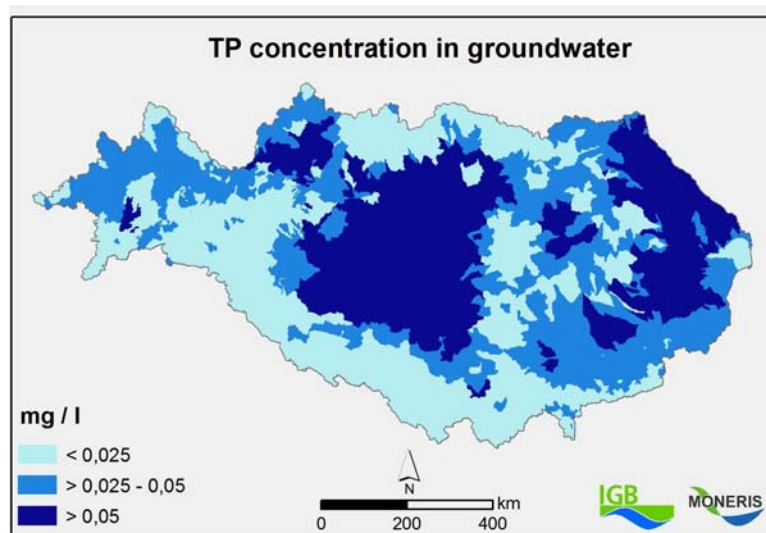 TP concentration in groundwater
mg / l
< 0,025
> 0,025 - 0,05
> 0,05
N
km
0 200 400
IGB
MONERIS